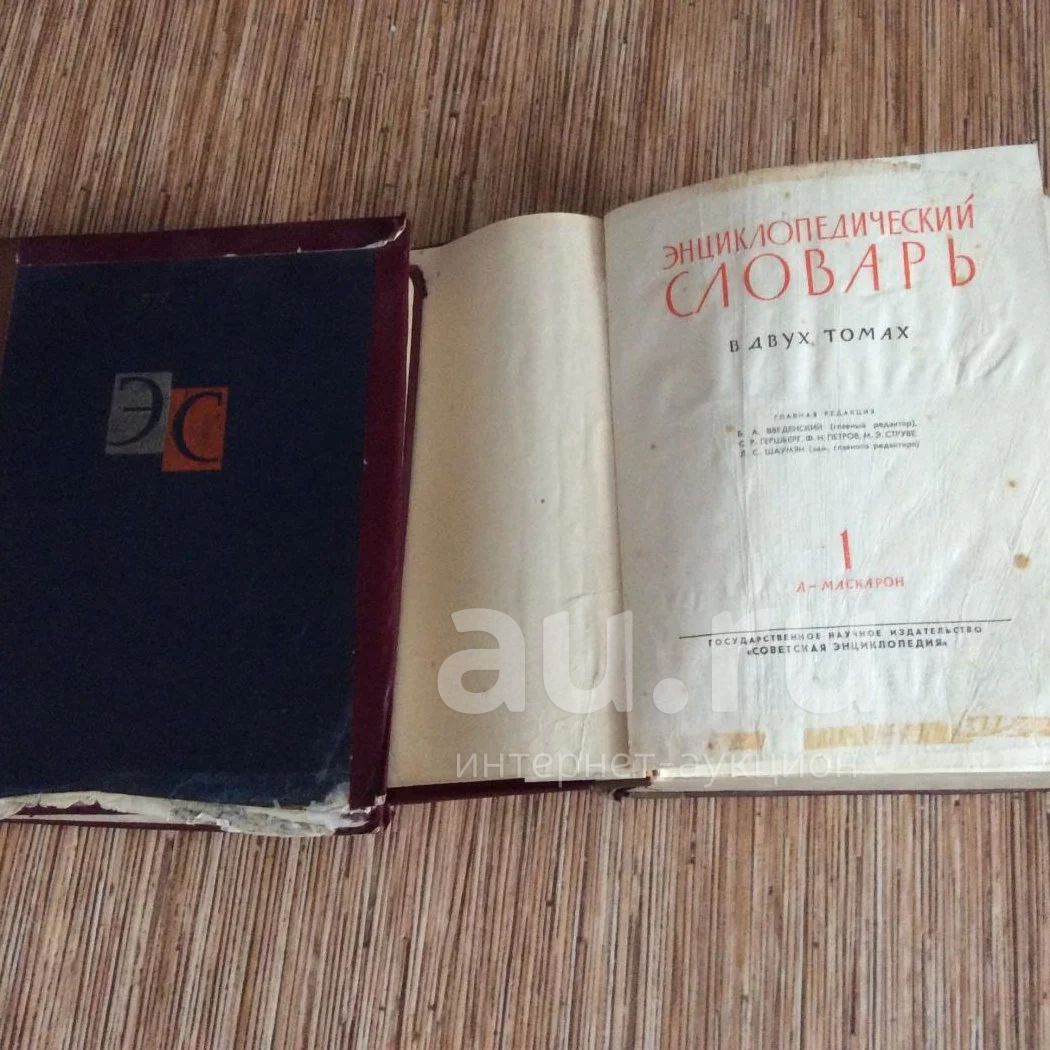 ЭС
ЭНЦИКЛОПЕДИЧЕСКИЙ
СЛОВАРЬ
В ДВУХ ТОМАХ
ГЛАВНАЯ РЕДАКЦИЯ
Б. А. ВВЕДЕНСКИЙ (главный редактор),
С. Р. ГЕРШБЕРГ, Ф. Н. ПЕТРОВ, М. Э. СТРУВЕ,
Л. С. ШАУМЯН (зам. главного редактора)
1
А — МАСКАРОН
ГОСУДАРСТВЕННОЕ НАУЧНОЕ ИЗДАТЕЛЬСТВО
«СОВЕТСКАЯ ЭНЦИКЛОПЕДИЯ»
au.ru
интернет-аукцион